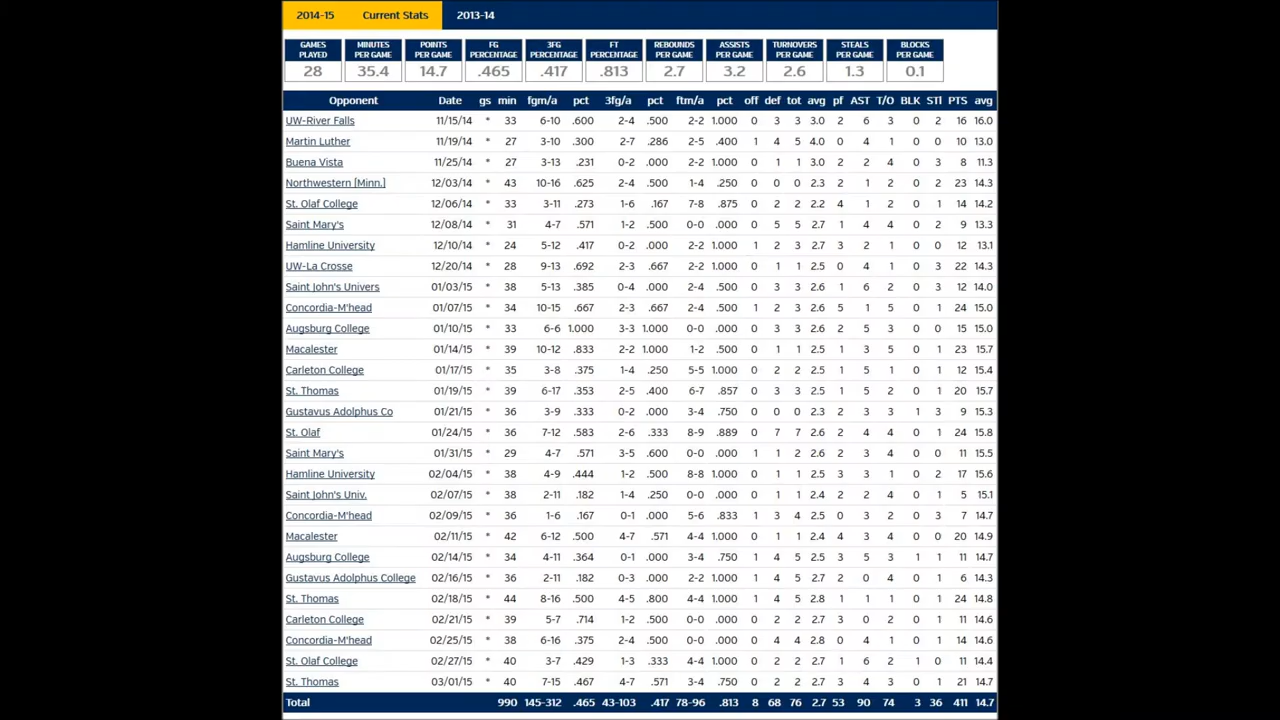 2014-15 Current Stats 2013-14
GAMES PLAYED MINUTES PER GAME POINTS PER GAME FG PERCENTAGE 3FG PERCENTAGE FT PERCENTAGE REBOUNDS PER GAME ASSISTS PER GAME TURNOVERS PER GAME STEALS PER GAME BLOCKS PER GAME
28 35.4 14.7 .465 .417 .813 2.7 3.2 2.6 1.3 0.1
Opponent Date gs min fgm/a pct 3fg/a pct ftm/a pct off def tot avg pf AST T/O BLK STl PTS avg
UW-River Falls 11/15/14 * 33 6-10 .600 2-4 .500 2-2 1.000 0 3 3 3.0 2 6 3 0 2 16 16.0
Martin Luther 11/19/14 * 27 3-10 .300 2-7 .286 2-5 .400 1 4 5 4.0 0 4 1 0 0 10 13.0
Buena Vista 11/25/14 * 27 3-13 .231 0-2 .000 2-2 1.000 0 1 1 3.0 2 2 4 0 3 8 11.3
Northwestern [Minn.] 12/03/14 * 43 10-16 .625 2-4 .500 1-4 .250 0 0 0 2.3 2 1 2 0 2 23 14.3
St. Olaf College 12/06/14 * 33 3-11 .273 1-6 .167 7-8 .875 0 2 2 2.2 4 1 2 0 1 14 14.2
Saint Mary's 12/08/14 * 31 4-7 .571 1-2 .500 0-0 .000 0 5 5 2.7 1 4 4 0 2 9 13.3
Hamline University 12/10/14 * 24 5-12 .417 0-2 .000 2-2 1.000 1 2 3 2.7 3 2 1 0 0 12 13.1
UW-La Crosse 12/20/14 * 28 9-13 .692 2-3 .667 2-2 1.000 0 1 1 2.5 0 4 1 0 3 22 14.3
Saint John's Univers 01/03/15 * 38 5-13 .385 0-4 .000 2-4 .500 0 3 3 2.6 1 6 2 0 3 12 14.0
Concordia-M'head 01/07/15 * 34 10-15 .667 2-3 .667 2-4 .500 1 2 3 2.6 5 1 5 0 1 24 15.0
Augsburg College 01/10/15 * 33 6-6 1.000 3-3 1.000 0-0 .000 0 3 3 2.6 2 5 3 0 0 15 15.0
Macalester 01/14/15 * 39 10-12 .833 2-2 1.000 1-2 .500 0 1 1 2.5 1 3 5 0 1 23 15.7
Carleton College 01/17/15 * 35 3-8 .375 1-4 .250 5-5 1.000 0 2 2 2.5 1 5 1 0 1 12 15.4
St. Thomas 01/19/15 * 39 6-17 .353 2-5 .400 6-7 .857 0 3 3 2.5 1 5 2 0 1 20 15.7
Gustavus Adolphus Co 01/21/15 * 36 3-9 .333 0-2 .000 3-4 .750 0 0 0 2.3 2 3 3 1 3 9 15.3
St. Olaf 01/24/15 * 36 7-12 .583 2-6 .333 8-9 .889 0 7 7 2.6 2 4 4 0 1 24 15.8
Saint Mary's 01/31/15 * 29 4-7 .571 3-5 .600 0-0 .000 1 1 2 2.6 2 3 4 0 0 11 15.5
Hamline University 02/04/15 * 38 4-9 .444 1-2 .500 8-8 1.000 0 1 1 2.5 3 3 1 0 2 17 15.6
Saint John's Univ. 02/07/15 * 38 2-11 .182 1-4 .250 0-0 .000 0 1 1 2.4 2 2 4 0 1 5 15.1
Concordia-M'head 02/09/15 * 36 1-6 .167 0-1 .000 5-6 .833 1 3 4 2.5 0 3 2 0 3 7 14.7
Macalester 02/11/15 * 42 6-12 .500 4-7 .571 4-4 1.000 0 1 1 2.4 4 3 4 0 0 20 14.9
Augsburg College 02/14/15 * 34 4-11 .364 0-1 .000 3-4 .750 1 4 5 2.5 3 5 3 1 1 11 14.7
Gustavus Adolphus College 02/16/15 * 36 2-11 .182 0-3 .000 2-2 1.000 1 4 5 2.7 2 0 4 0 1 6 14.3
St. Thomas 02/18/15 * 44 8-16 .500 4-5 .800 4-4 1.000 1 4 5 2.8 1 1 1 0 1 24 14.8
Carleton College 02/21/15 * 39 5-7 .714 1-2 .500 0-0 .000 0 2 2 2.7 3 0 2 0 1 11 14.6
Concordia-M'head 02/25/15 * 38 6-16 .375 2-4 .500 0-0 .000 0 4 4 2.8 0 4 1 0 1 14 14.6
St. Olaf College 02/27/15 * 40 3-7 .429 1-3 .333 4-4 1.000 0 2 2 2.7 1 6 2 1 0 11 14.4
St. Thomas 03/01/15 * 40 7-15 .467 4-7 .571 3-4 .750 0 2 2 2.7 3 4 3 0 1 21 14.7
Total 990 145-312 .465 43-103 .417 78-96 .813 8 68 76 2.7 53 90 74 3 36 411 14.7